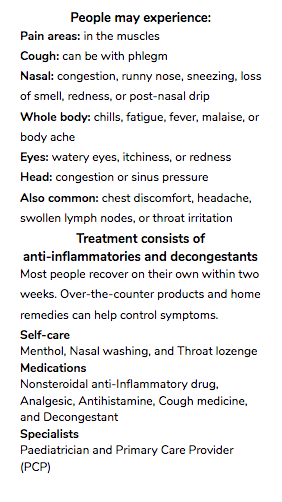 People may experience:
Pain areas: in the muscles
Cough: can be with phlegm
Nasal: congestion, runny nose, sneezing, loss
of smell, redness, or post-nasal drip
Whole body: chills, fatigue, fever, malaise, or
body ache
Eyes: watery eyes, itchiness, or redness
Head: congestion or sinus pressure
Also common: chest discomfort, headache,
swollen lymph nodes, or throat irritation
Treatment consists of
anti-inflammatories and decongestants
Most people recover on their own within two
weeks. Over-the-counter products and home
remedies can help control symptoms.
Self-care
Menthol, Nasal washing, and Throat lozenge
Medications
Nonsteroidal anti-Inflammatory drug,
Analgesic, Antihistamine, Cough medicine,
and Decongestant
Specialists
Paediatrician and Primary Care Provider
(PCP)